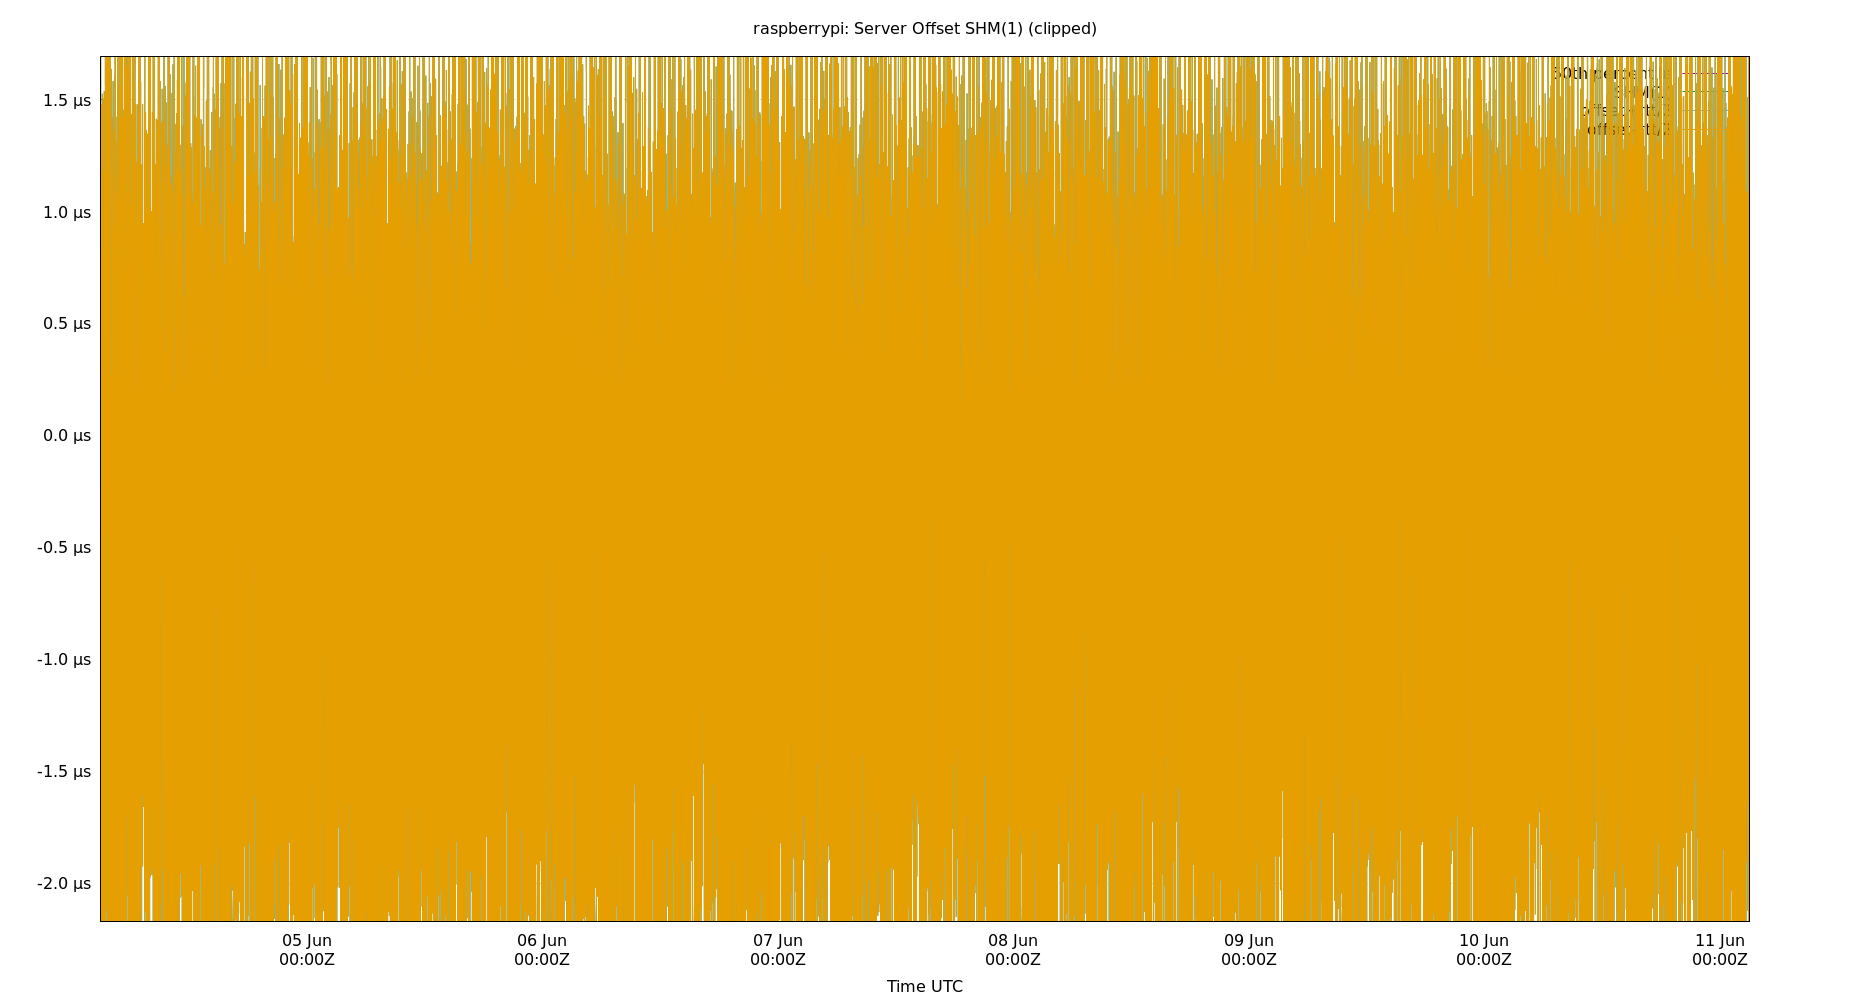 raspberrypi: Server Offset SHM(1) (clipped)
1.5 µs
1.0 µs
0.5 µs
0.0 µs
-0.5 µs
-1.0 µs
-1.5 µs
-2.0 µs
05 Jun
00:00Z
06 Jun
00:00Z
07 Jun
00:00Z
08 Jun
00:00Z
09 Jun
00:00Z
10 Jun
00:00Z
11 Jun
00:00Z
Time UTC